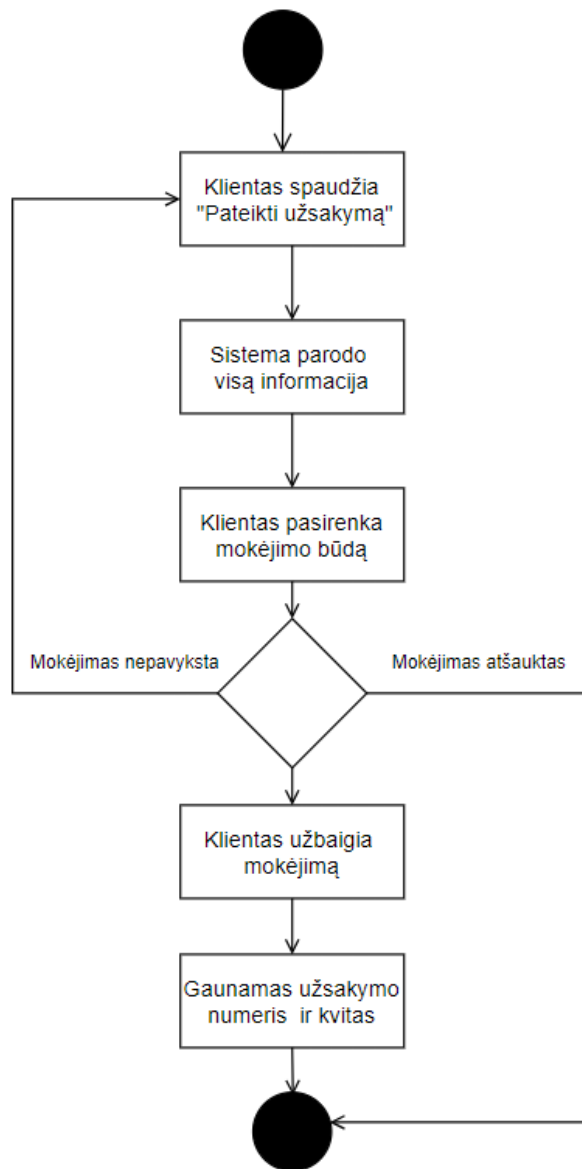 Klientas spaudžia
"Pateikti užsakymą"
Sistema parodo
visą informacija
Klientas pasirenka
mokėjimo būdą
Mokėjimas nepavyksta
Mokėjimas atšauktas
Klientas užbaigia
mokėjimą
Gaunamas užsakymo
numeris ir kvitas